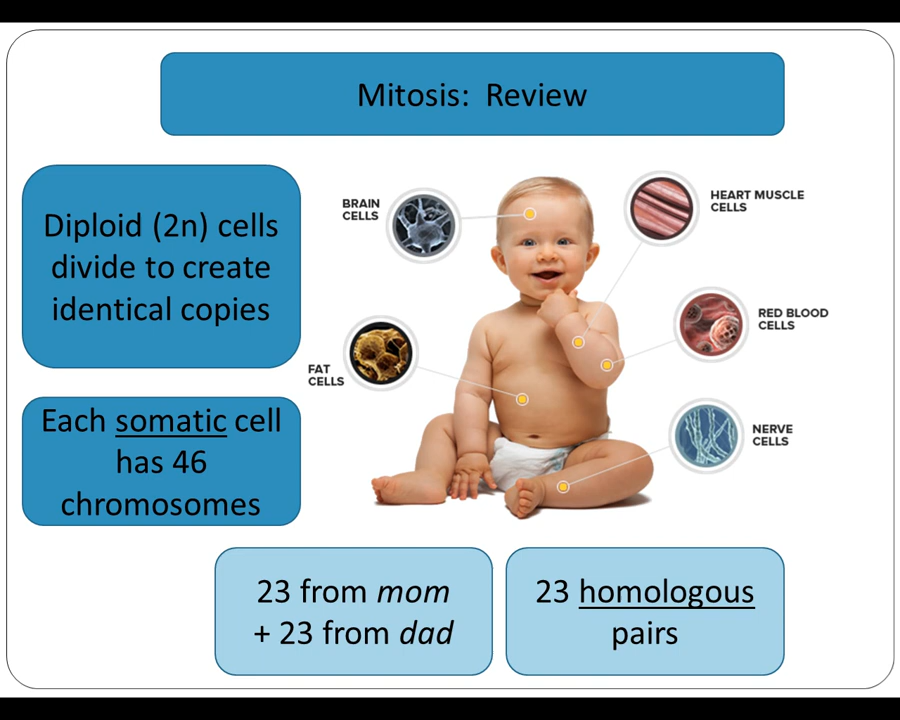 Mitosis:  Review
Diploid (2n) cells
divide to create
identical copies
Each somatic cell
has 46
chromosomes
BRAIN
CELLS
HEART MUSCLE
CELLS
RED BLOOD
CELLS
FAT
CELLS
NERVE
CELLS
23 from mom
+ 23 from dad
23 homologous
pairs